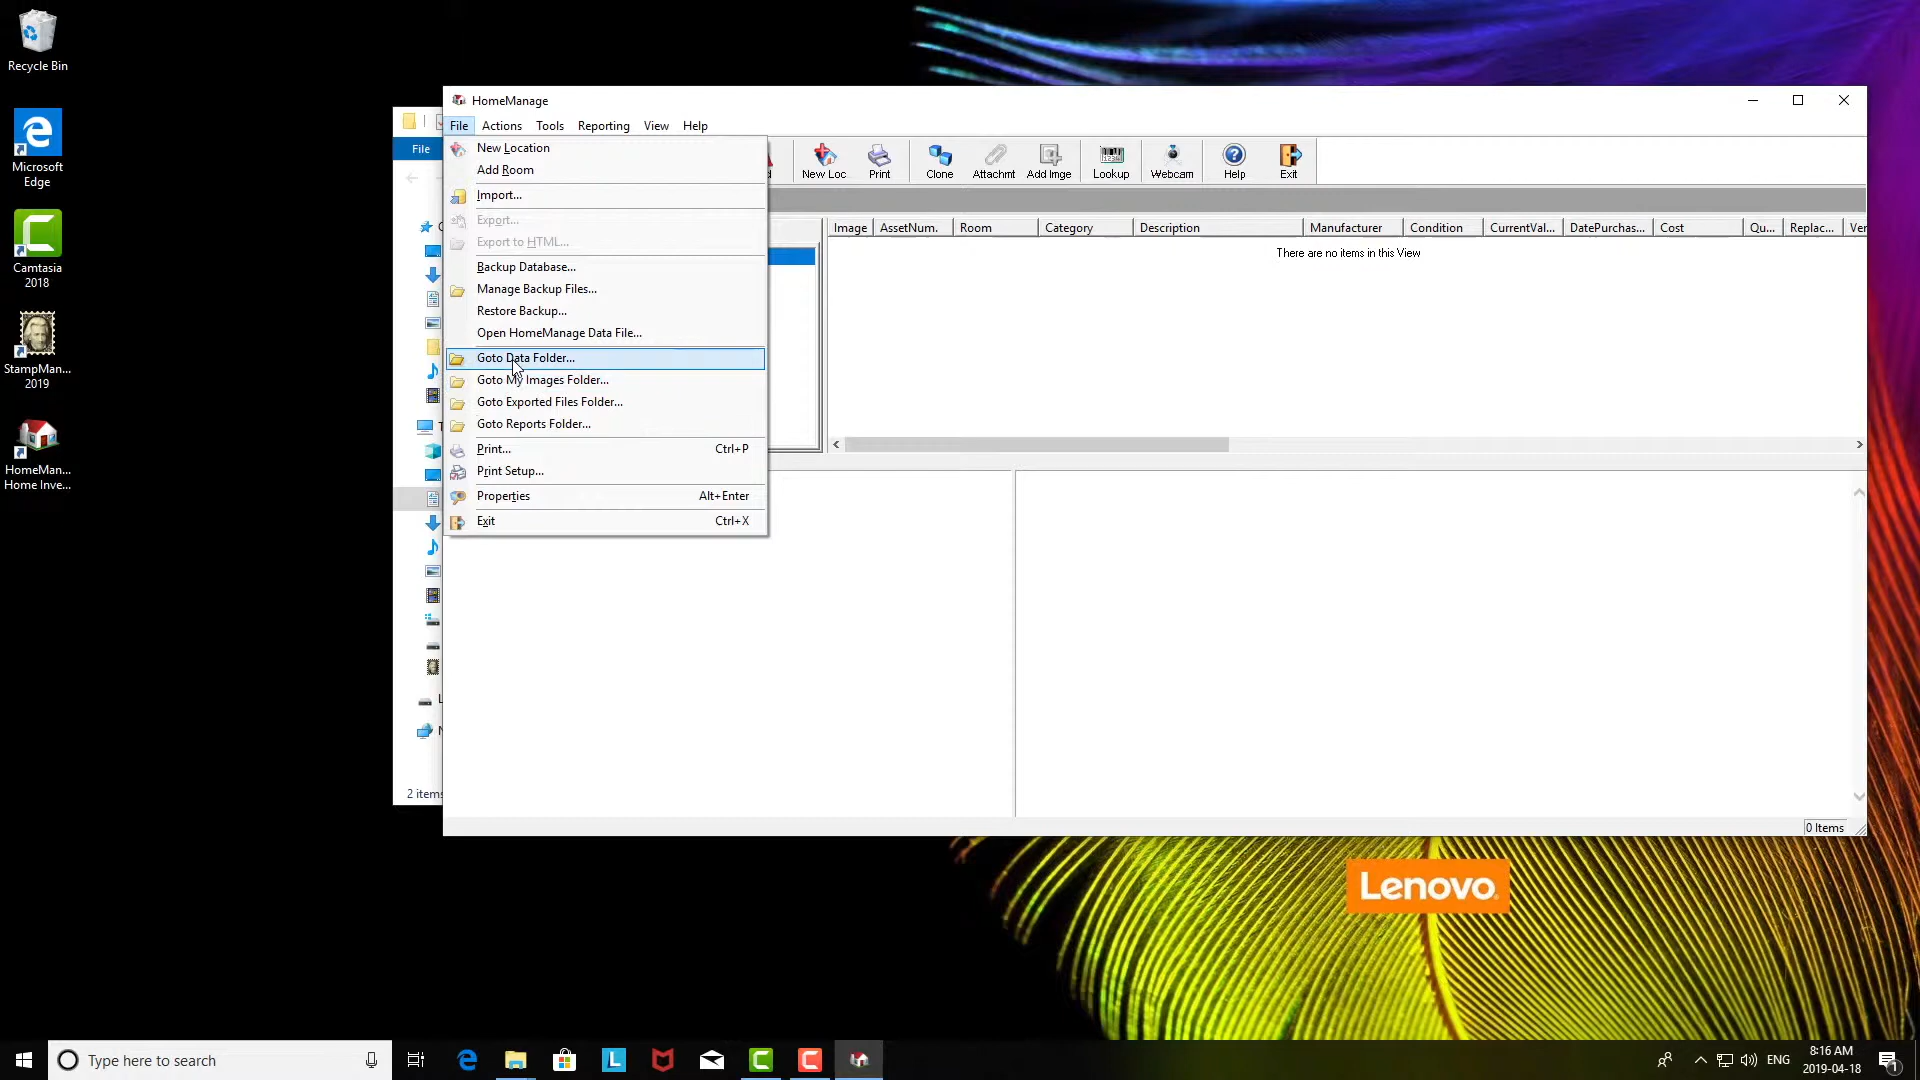 Recycle Bin
Microsoft
Edge
Camtasia
2018
StampMan...
2019
HomeMan...
Home Inve...
HomeManage
File Actions Tools Reporting View Help
File
New Location
Add Room
Import...
Export...
Export to HTML...
Backup Database...
Manage Backup Files...
Restore Backup...
Open HomeManage Data File...
Goto Data Folder...
Goto My Images Folder...
Goto Exported Files Folder...
Goto Reports Folder...
Print... Ctrl+P
Print Setup...
Properties Alt+Enter
Exit Ctrl+X
New Loc Print Clone Attachmt Add Imge Lookup Webcam Help Exit
Image AssetNum. Room Category Description Manufacturer Condition CurrentVal... DatePurchas... Cost Qu... Replac... Ver
There are no items in this View
2 items
0 Items
Lenovo
Type here to search
ENG
8:16 AM
2019-04-18
1